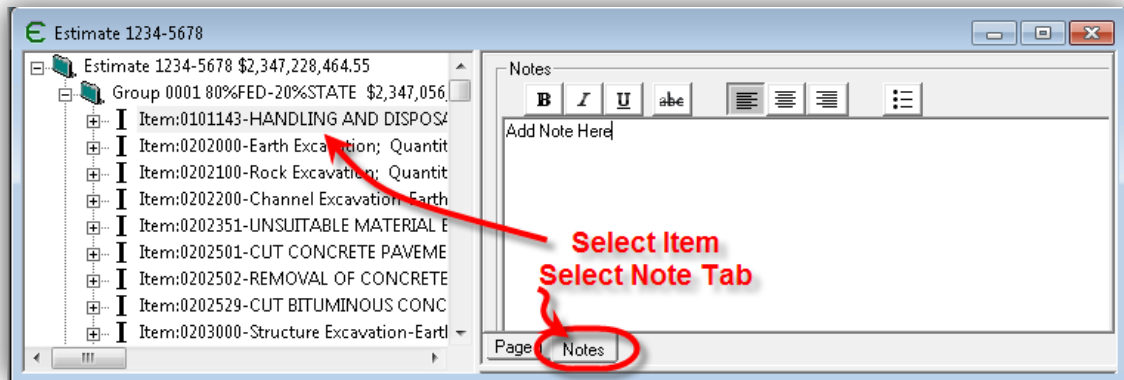 Estimate 1234-5678
Estimate 1234-5678 $2,347,228,464.55
Group 0001 80%FED-20%STATE $2,347,056,
Item:0101143-HANDLING AND DISPOSA
Item:0202000-Earth Excavation; Quantit
Item:0202100-Rock Excavation; Quantit
Item:0202200-Channel Excavation-Earth
Item:0202351-UNSUITABLE MATERIAL E
Item:0202501-CUT CONCRETE PAVEME
Item:0202502-REMOVAL OF CONCRETE
Item:0202529-CUT BITUMINOUS CONC
Item:0203000-Structure Excavation-Eartl
Notes
B I U abc
Add Note Here
Select Item
Select Note Tab
Page Notes